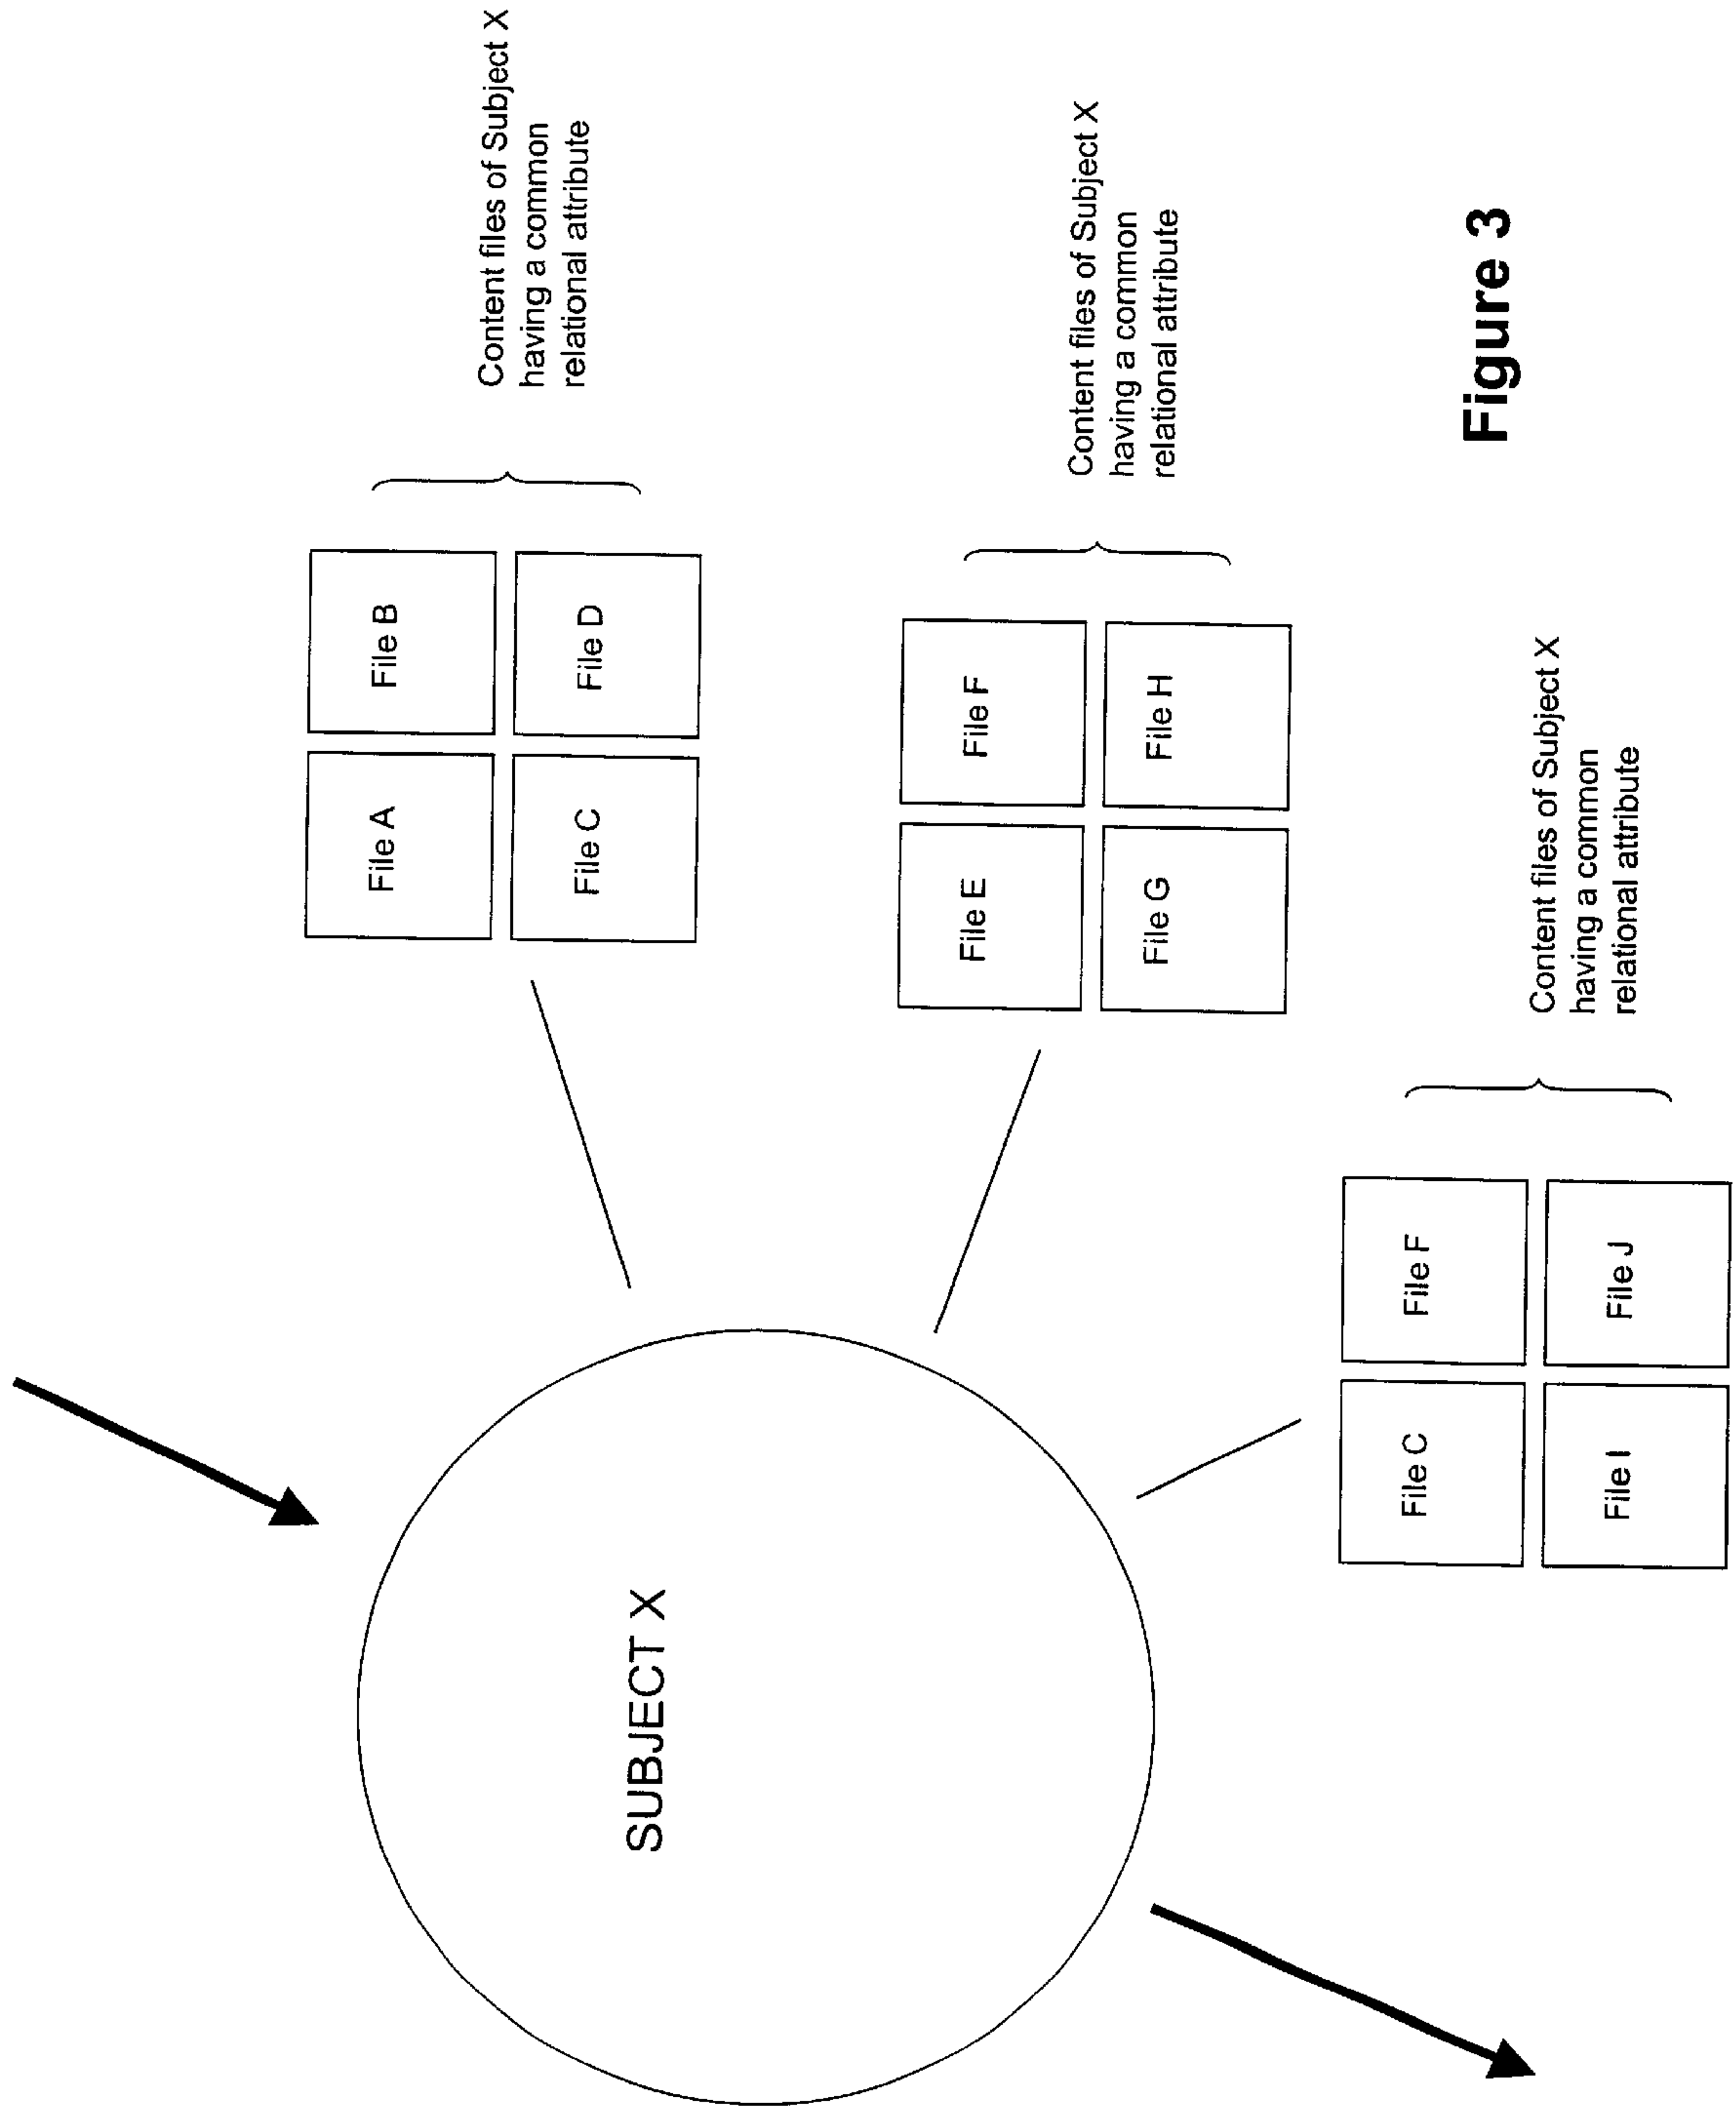 SUBJECT X
File A
File B
File C
File D
Content files of Subject X
having a common
relational attribute
File E
File F
File G
File H
Content files of Subject X
having a common
relational attribute
File C
File F
File I
File J
Content files of Subject X
having a common
relational attribute
Figure 3